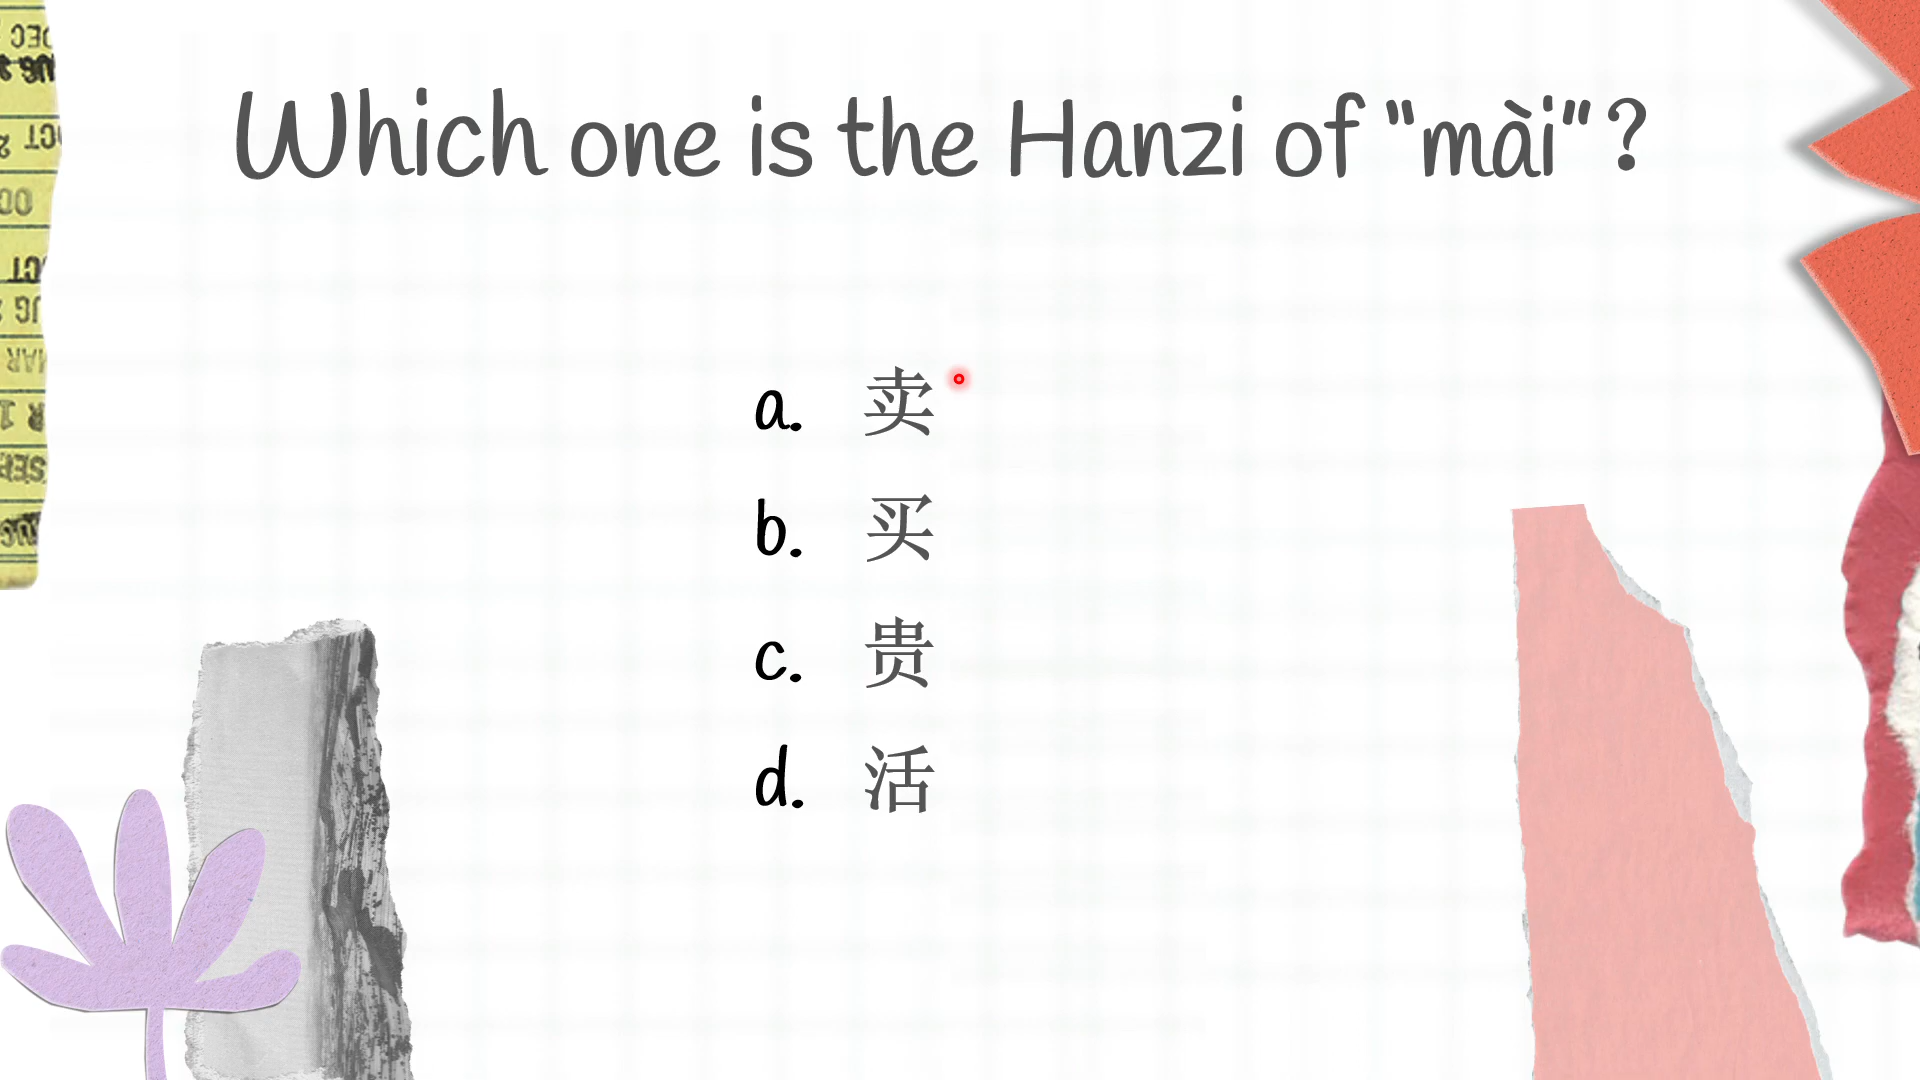 Which one is the Hanzi of "mài"?
a. 卖
b. 买
c. 贵
d. 活